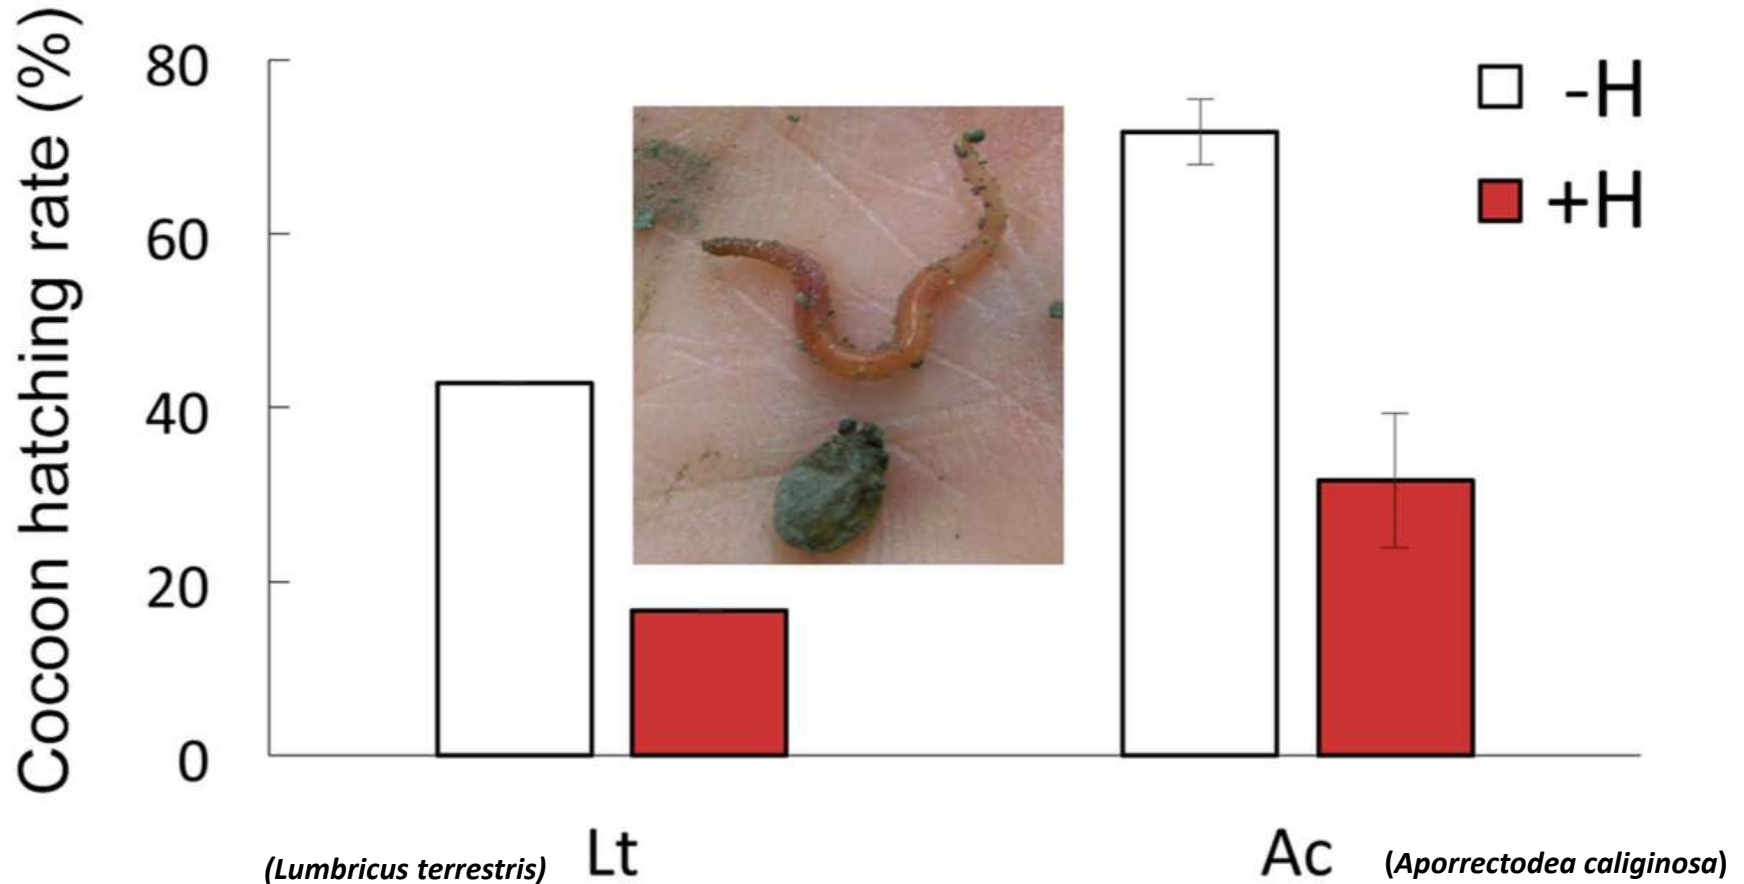 Cocoon hatching rate (%)
80
60
40
20
0
-H
+H
(Lumbricus terrestris) Lt
Ac (Aporrectodea caliginosa)